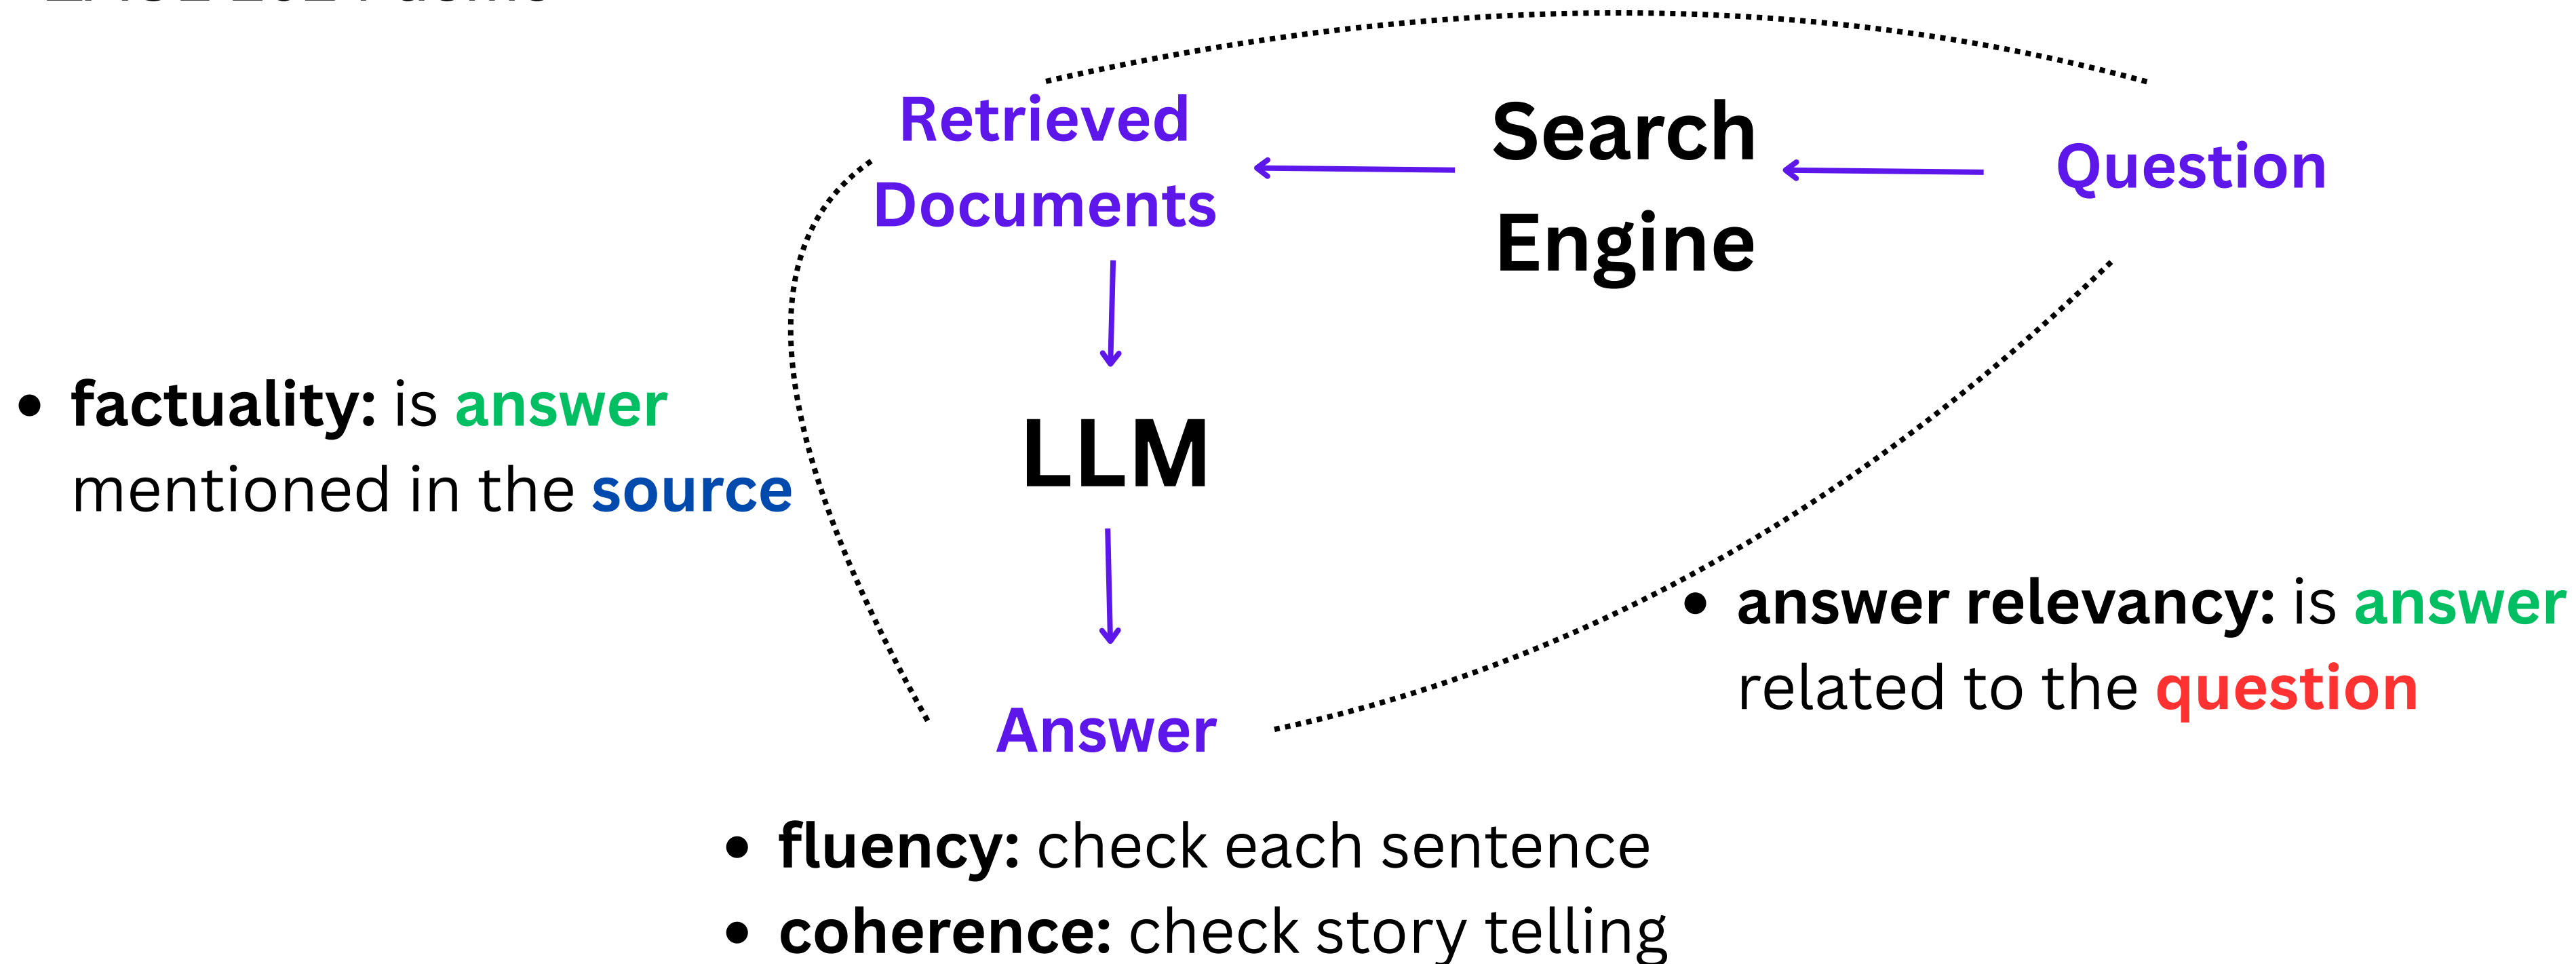 Retrieved
Documents
Search
Engine
Question
• factuality: is answer
mentioned in the source
LLM
• answer relevancy: is answer
related to the question
Answer
• fluency: check each sentence
• coherence: check story telling